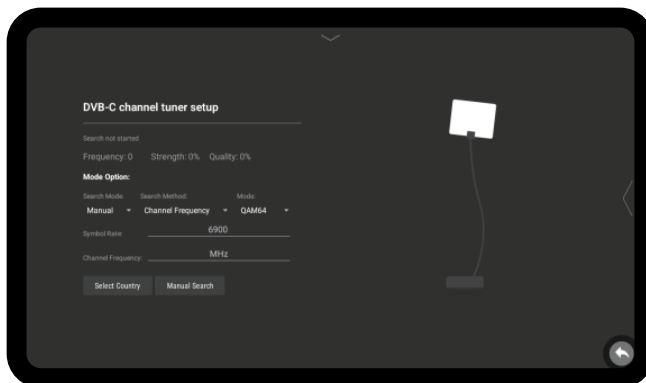 DVB-C channel tuner setup
Search not started
Frequency: 0 Strength: 0% Quality: 0%
Mode Option:
Search Mode: Search Method: Mode:
Manual Channel Frequency QAM64
Symbol Rate: 6900
Channel Frequency: MHz
Select Country Manual Search